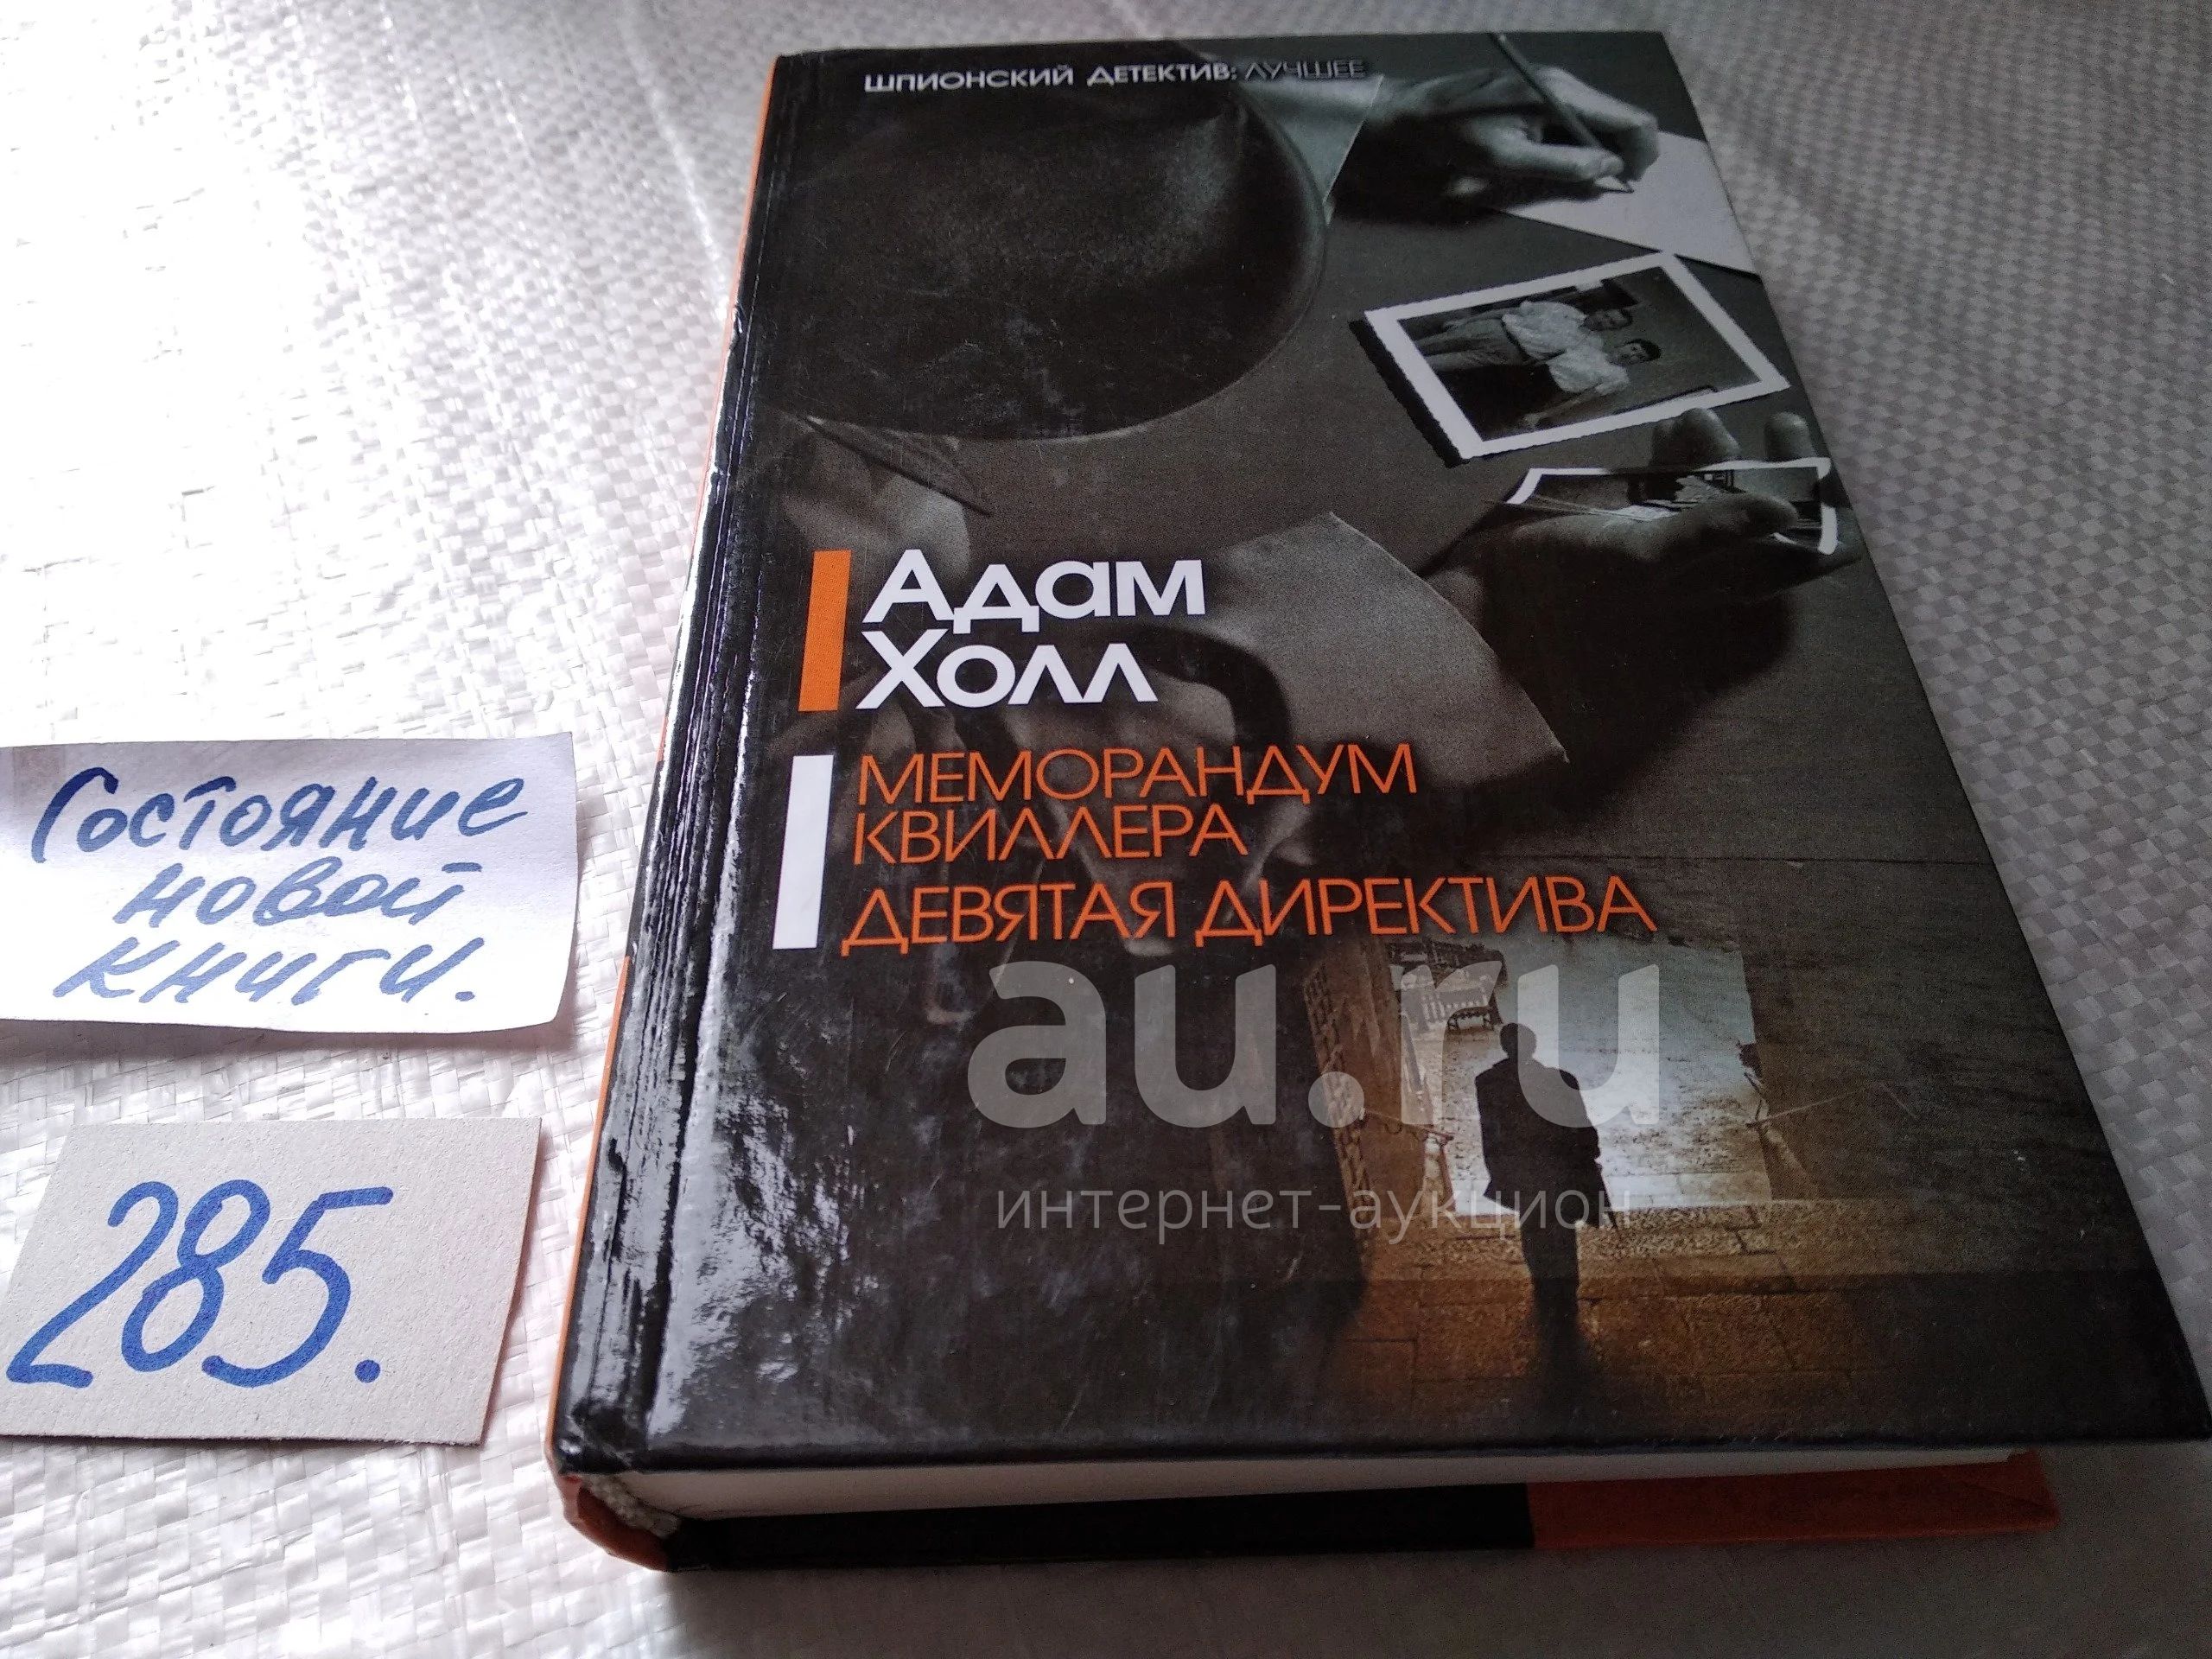 ШПИОНСКИЙ ДЕТЕКТИВ: ЛУЧШЕЕ
Адам
Холл
МЕМОРАНДУМ
КВИЛЛЕРА
ДЕВЯТАЯ ДИРЕКТИВА
au.ru
интернет-аукцион
Состояние
новой
книги.
285.